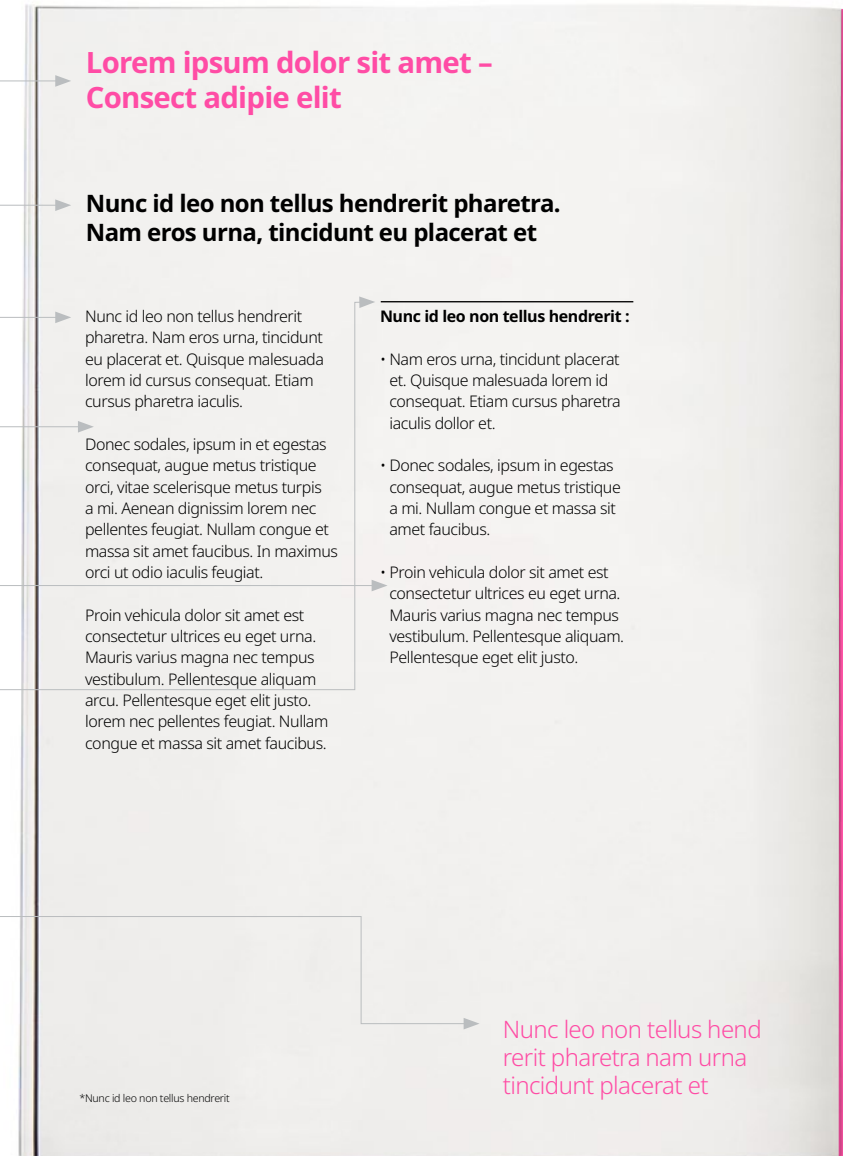 Lorem ipsum dolor sit amet –
Consect adipie elit
Nunc id leo non tellus hendrerit pharetra.
Nam eros urna, tincidunt eu placerat et
Nunc id leo non tellus hendrerit
pharetra. Nam eros urna, tincidunt
eu placerat et. Quisque malesuada
lorem id cursus consequat. Etiam
cursus pharetra iaculis.
Donec sodales, ipsum in et egestas
consequat, augue metus tristique
orci, vitae scelerisque metus turpis
a mi. Aenean dignissim lorem nec
pellentes feugiat. Nullam congue et
massa sit amet faucibus. In maximus
orci ut odio iaculis feugiat.
Proin vehicula dolor sit amet est
consectetur ultrices eu eget urna.
Mauris varius magna nec tempus
vestibulum. Pellentesque aliquam
arcu. Pellentesque eget elit justo.
lorem nec pellentes feugiat. Nullam
congue et massa sit amet faucibus.
Nunc id leo non tellus hendrerit :
• Nam eros urna, tincidunt placerat
et. Quisque malesuada lorem id
consequat. Etiam cursus pharetra
iaculis dollor et.
• Donec sodales, ipsum in egestas
consequat, augue metus tristique
a mi. Nullam congue et massa sit
amet faucibus.
• Proin vehicula dolor sit amet est
consectetur ultrices eu eget urna.
Mauris varius magna nec tempus
vestibulum. Pellentesque aliquam.
Pellentesque eget elit justo.
Nunc leo non tellus hend
rerit pharetra nam urna
tincidunt placerat et
*Nunc id leo non tellus hendrerit